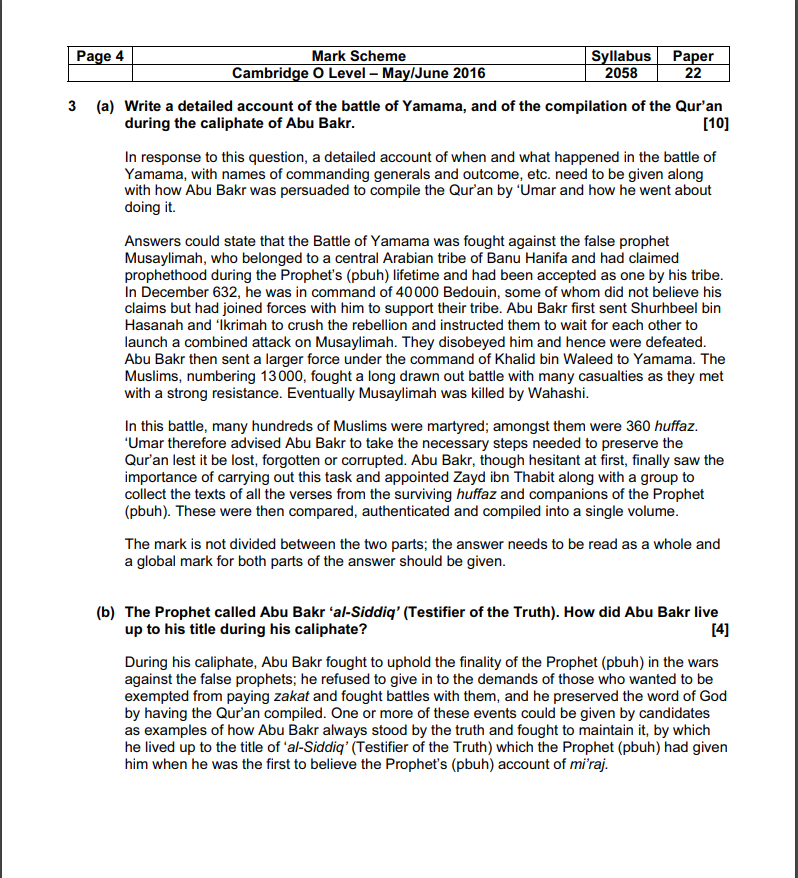 Page 4 Mark Scheme Syllabus Paper
Cambridge O Level – May/June 2016 2058 22
3 (a) Write a detailed account of the battle of Yamama, and of the compilation of the Qur’an
during the caliphate of Abu Bakr. [10]
In response to this question, a detailed account of when and what happened in the battle of
Yamama, with names of commanding generals and outcome, etc. need to be given along
with how Abu Bakr was persuaded to compile the Qur’an by ‘Umar and how he went about
doing it.
Answers could state that the Battle of Yamama was fought against the false prophet
Musaylimah, who belonged to a central Arabian tribe of Banu Hanifa and had claimed
prophethood during the Prophet’s (pbuh) lifetime and had been accepted as one by his tribe.
In December 632, he was in command of 40 000 Bedouin, some of whom did not believe his
claims but had joined forces with him to support their tribe. Abu Bakr first sent Shurhbeel bin
Hasanah and ‘Ikrimah to crush the rebellion and instructed them to wait for each other to
launch a combined attack on Musaylimah. They disobeyed him and hence were defeated.
Abu Bakr then sent a larger force under the command of Khalid bin Waleed to Yamama. The
Muslims, numbering 13 000, fought a long drawn out battle with many casualties as they met
with a strong resistance. Eventually Musaylimah was killed by Wahashi.
In this battle, many hundreds of Muslims were martyred; amongst them were 360 huffaz.
‘Umar therefore advised Abu Bakr to take the necessary steps needed to preserve the
Qur’an lest it be lost, forgotten or corrupted. Abu Bakr, though hesitant at first, finally saw the
importance of carrying out this task and appointed Zayd ibn Thabit along with a group to
collect the texts of all the verses from the surviving huffaz and companions of the Prophet
(pbuh). These were then compared, authenticated and compiled into a single volume.
The mark is not divided between the two parts; the answer needs to be read as a whole and
a global mark for both parts of the answer should be given.
(b) The Prophet called Abu Bakr ‘al-Siddiq’ (Testifier of the Truth). How did Abu Bakr live
up to his title during his caliphate? [4]
During his caliphate, Abu Bakr fought to uphold the finality of the Prophet (pbuh) in the wars
against the false prophets; he refused to give in to the demands of those who wanted to be
exempted from paying zakat and fought battles with them, and he preserved the word of God
by having the Qur’an compiled. One or more of these events could be given by candidates
as examples of how Abu Bakr always stood by the truth and fought to maintain it, by which
he lived up to the title of ‘al-Siddiq’ (Testifier of the Truth) which the Prophet (pbuh) had given
him when he was the first to believe the Prophet’s (pbuh) account of mi’raj.